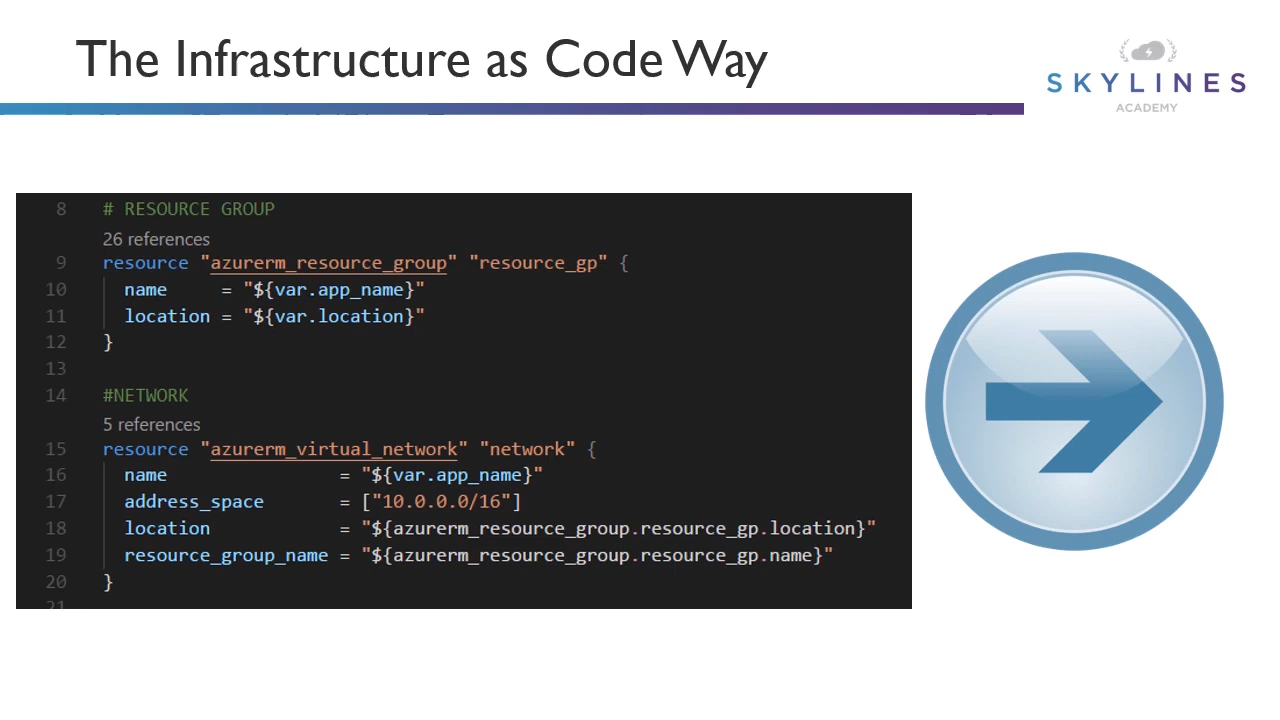 The Infrastructure as Code Way
SKYLINES
ACADEMY
8 # RESOURCE GROUP
26 references
9 resource "azurerm_resource_group" "resource_gp" {
10 name = "${var.app_name}"
11 location = "${var.location}"
12 }
13
14 #NETWORK
5 references
15 resource "azurerm_virtual_network" "network" {
16 name = "${var.app_name}"
17 address_space = ["10.0.0.0/16"]
18 location = "${azurerm_resource_group.resource_gp.location}"
19 resource_group_name = "${azurerm_resource_group.resource_gp.name}"
20 }
21